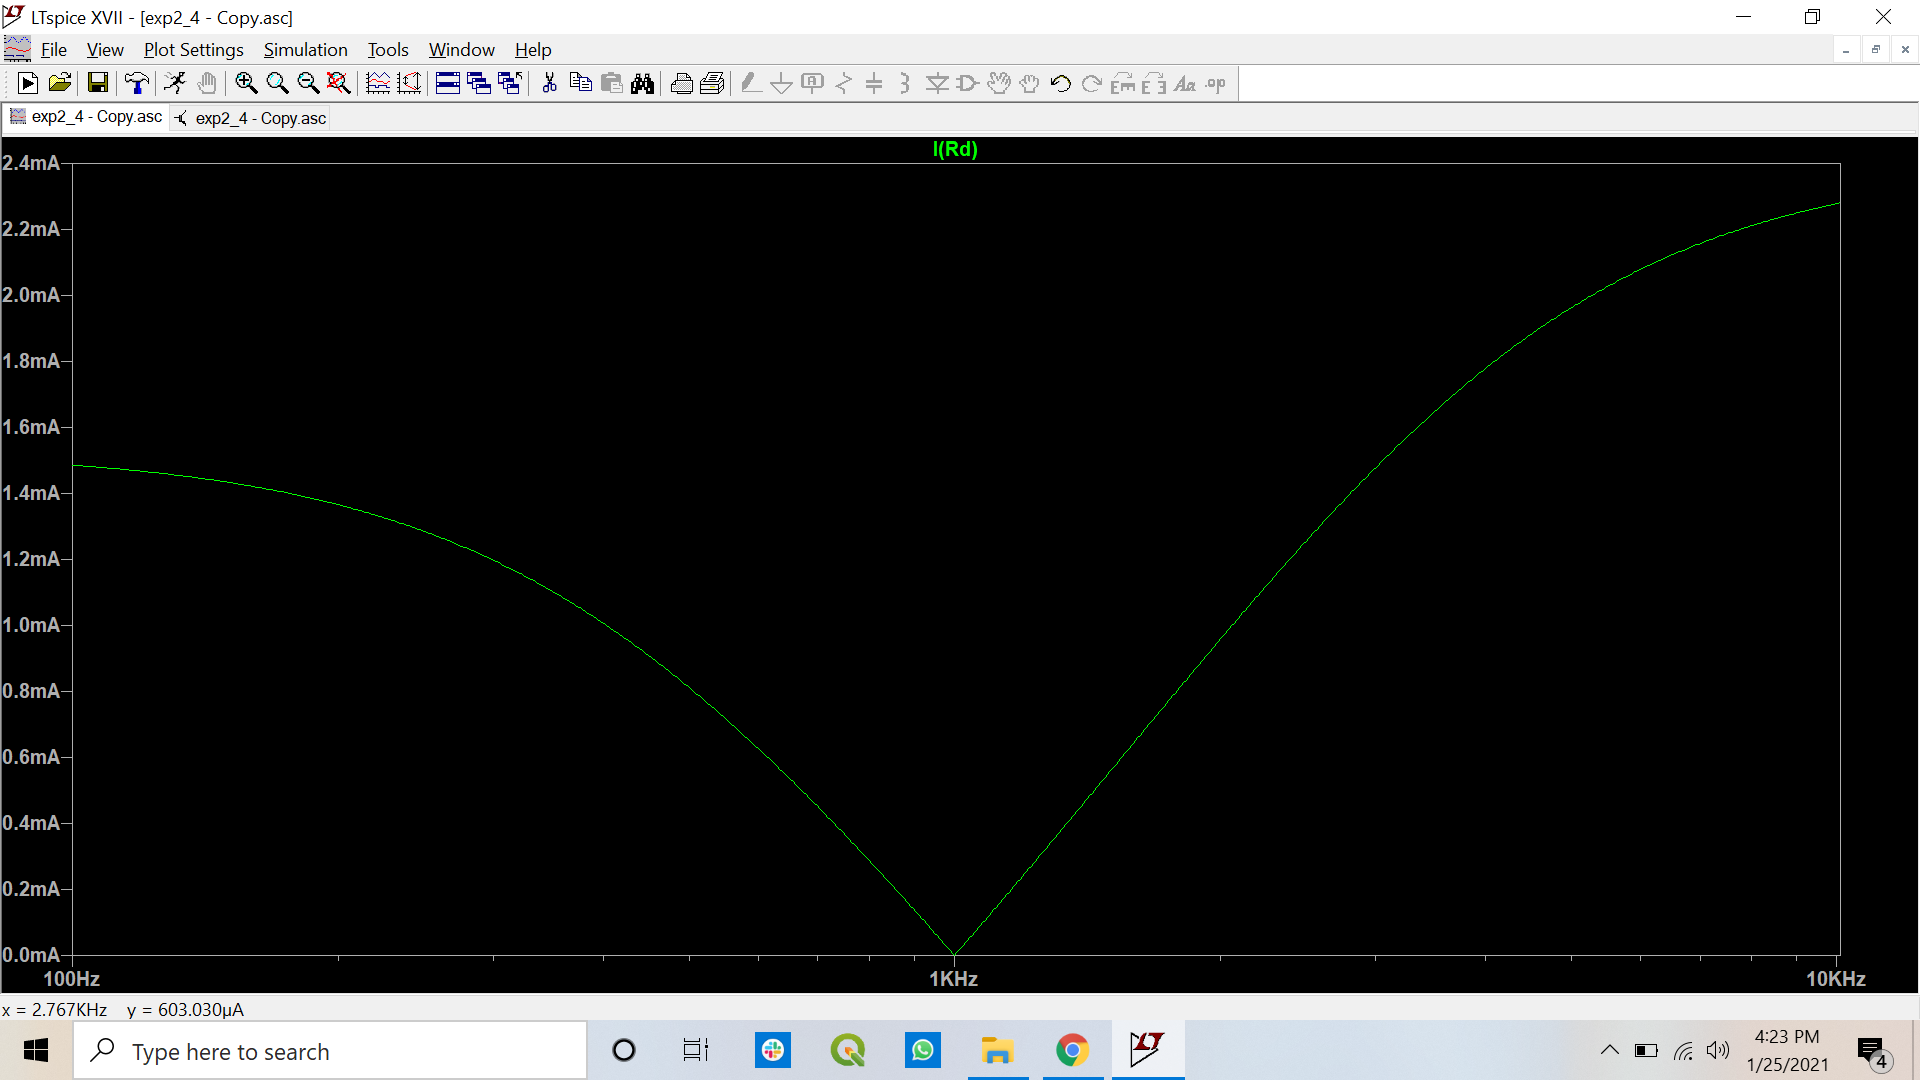 LTspice XVII - [exp2_4 - Copy.asc]
File View Plot Settings Simulation Tools Window Help
exp2_4 - Copy.asc exp2_4 - Copy.asc
I(Rd)
2.4mA
2.2mA
2.0mA
1.8mA
1.6mA
1.4mA
1.2mA
1.0mA
0.8mA
0.6mA
0.4mA
0.2mA
0.0mA
100Hz 1KHz 10KHz
x = 2.767KHz y = 603.030µA
Type here to search
4:23 PM
1/25/2021
4